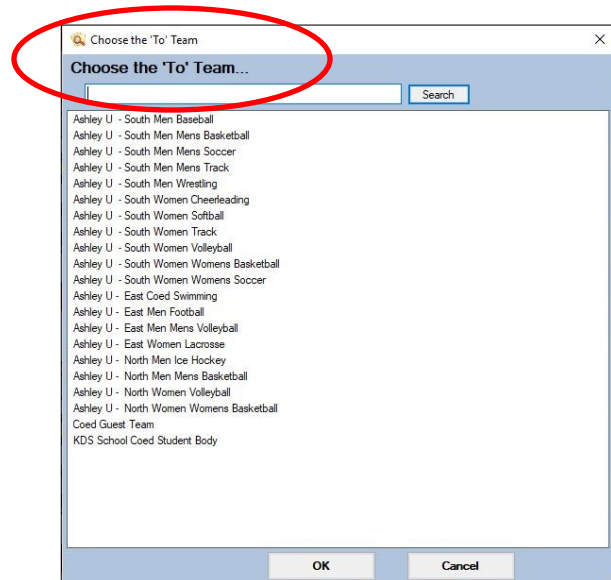 Choose the 'To' Team
Choose the 'To' Team...
Search
Ashley U - South Men Baseball
Ashley U - South Men Mens Basketball
Ashley U - South Men Mens Soccer
Ashley U - South Men Mens Track
Ashley U - South Men Wrestling
Ashley U - South Women Cheerleading
Ashley U - South Women Softball
Ashley U - South Women Track
Ashley U - South Women Volleyball
Ashley U - South Women Womens Basketball
Ashley U - South Women Womens Soccer
Ashley U - East Coed Swimming
Ashley U - East Men Football
Ashley U - East Men Mens Volleyball
Ashley U - East Women Lacrosse
Ashley U - North Men Ice Hockey
Ashley U - North Men Mens Basketball
Ashley U - North Women Volleyball
Ashley U - North Women Womens Basketball
Coed Guest Team
KDS School Coed Student Body
OK Cancel